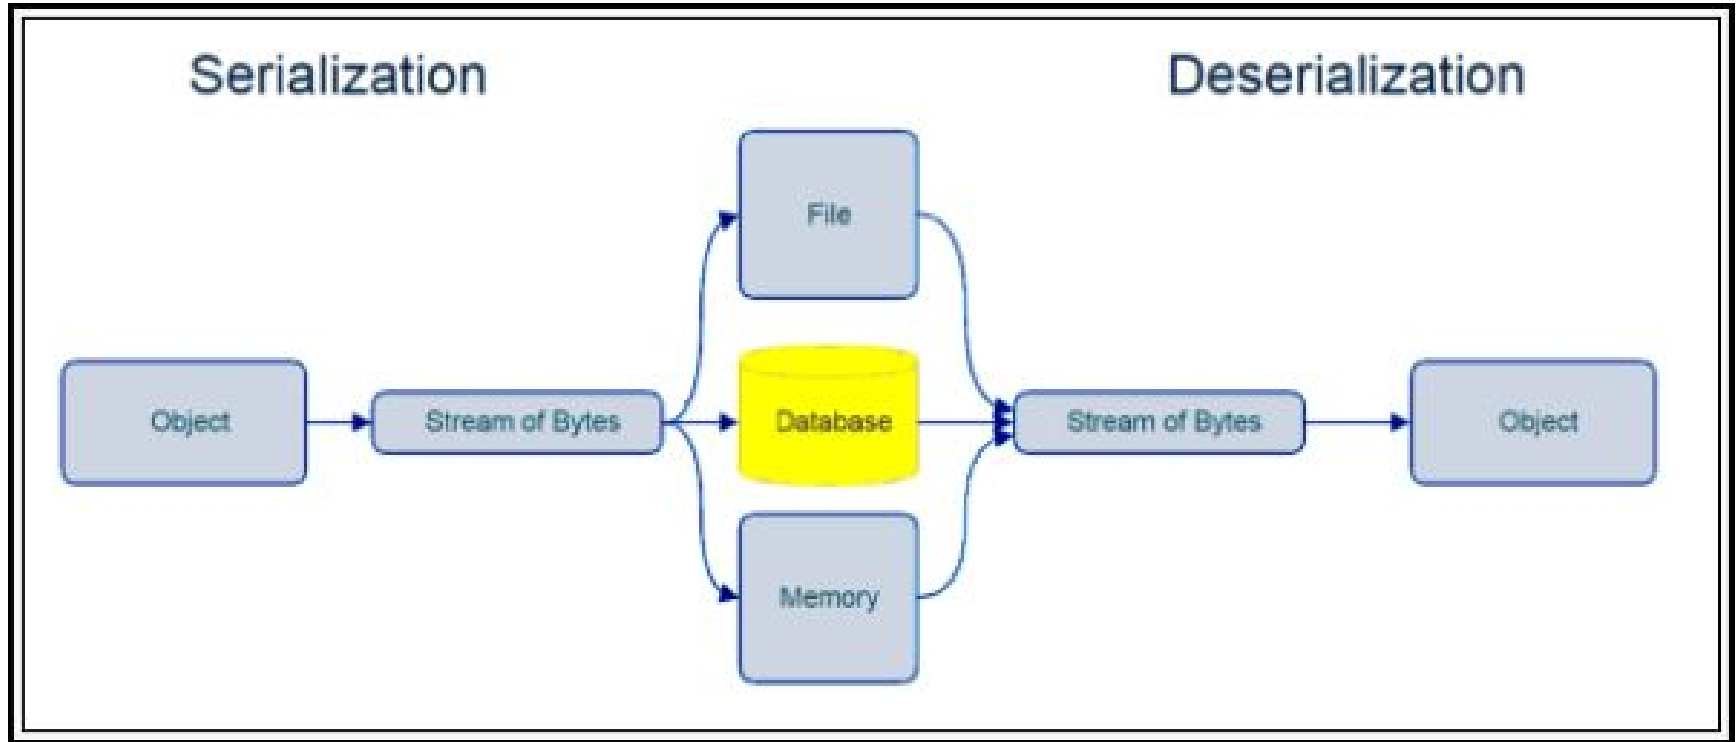 Serialization
Deserialization
File
Object
Stream of Bytes
Database
Stream of Bytes
Object
Memory